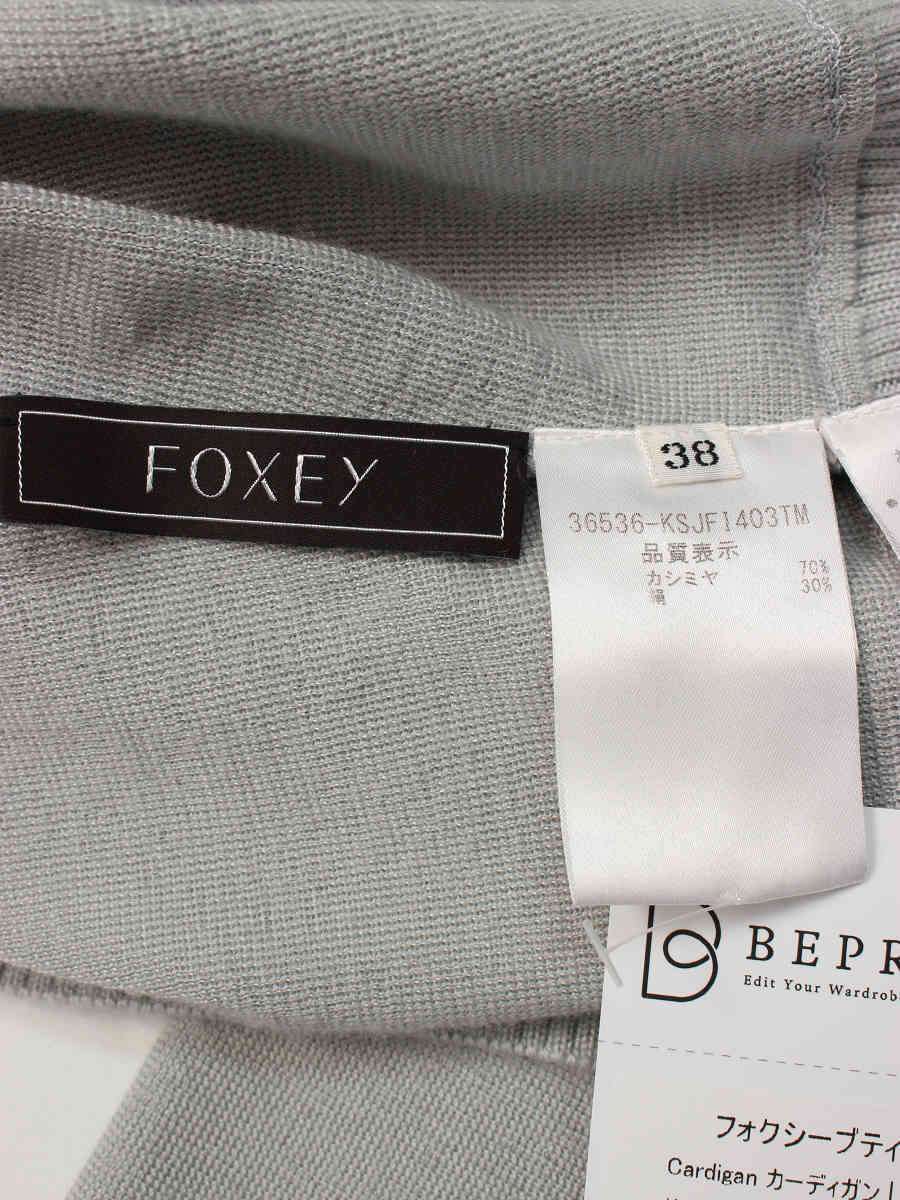 FOXEY
38
36536-KSJFI403TM
品質表示
カシミヤ 70%
絹 30%
BEPR
Edit Your Wardrob
フォクシーブティ
Cardigan カーディガン